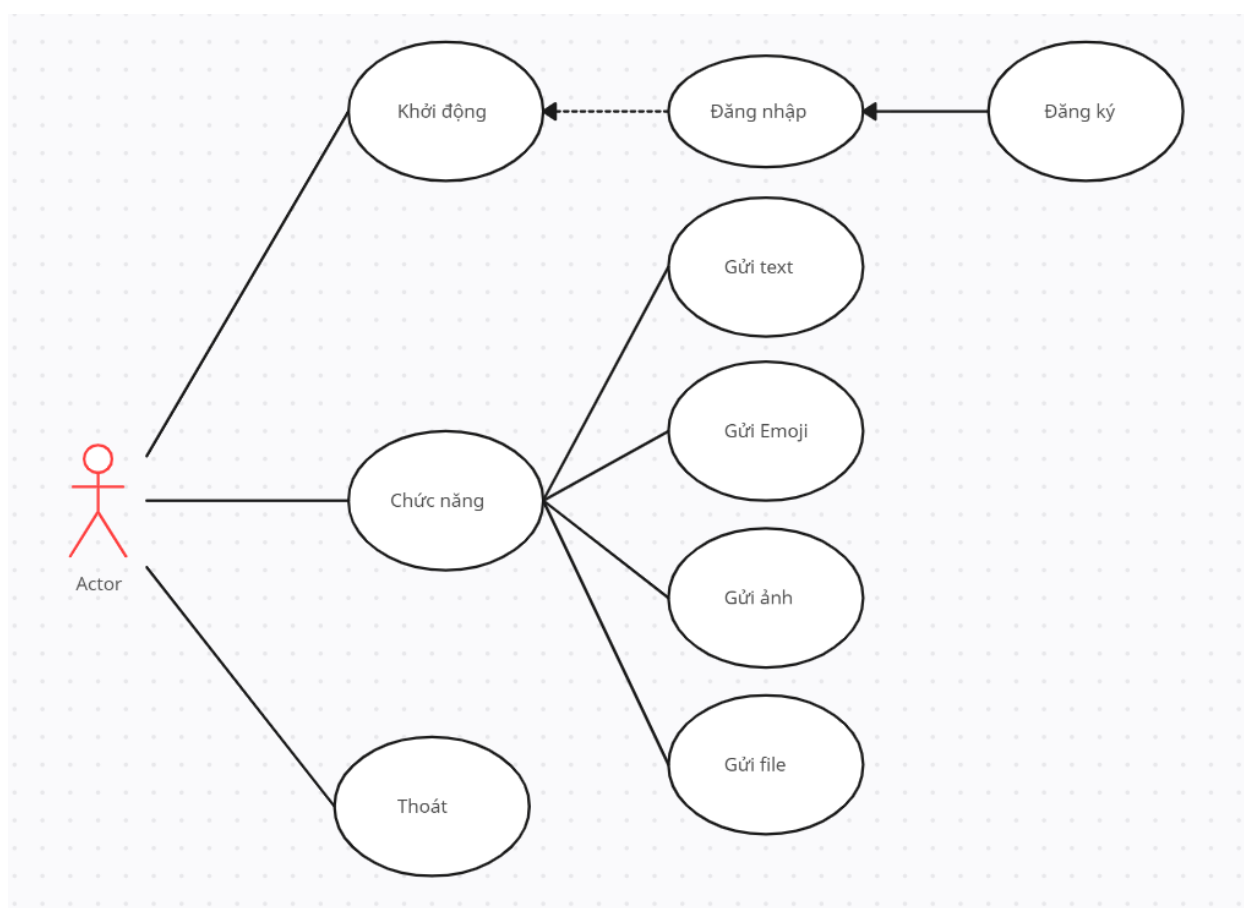 Khởi động
Đăng nhập
Đăng ký
Gửi text
Gửi Emoji
Chức năng
Actor
Gửi ảnh
Gửi file
Thoát